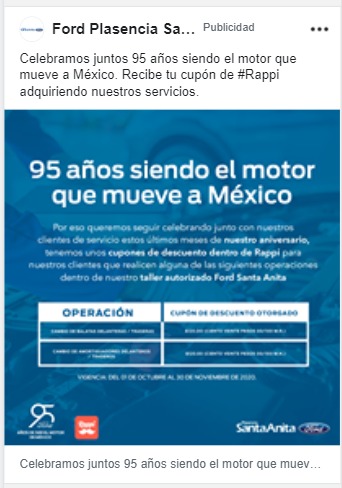 Ford Plasencia Sa... Publicidad
Celebramos juntos 95 años siendo el motor que
mueve a México. Recibe tu cupón de #Rappi
adquiriendo nuestros servicios.
95 años siendo el motor
que mueve a México
Por eso queremos seguir celebrando junto con nuestros
clientes de servicio estos últimos meses de nuestro aniversario,
tenemos unos cupones de descuento dentro de Rappi para
nuestros clientes que realicen alguna de las siguientes operaciones
dentro de nuestro taller autorizado Ford Santa Anita
OPERACIÓN CUPÓN DE DESCUENTO OTORGADO
CAMBIO DE BALATAS DELANTERAS / TRASERAS
CAMBIO DE AMORTIGUADORES DELANTEROS
/ TRASEROS
VIGENCIA: DEL 01 DE OCTUBRE AL 30 DE NOVIEMBRE DE 2020.
95
AÑOS DE SER EL MOTOR
DE MÉXICO
SantaAnita Ford
Celebramos juntos 95 años siendo el motor que muev...